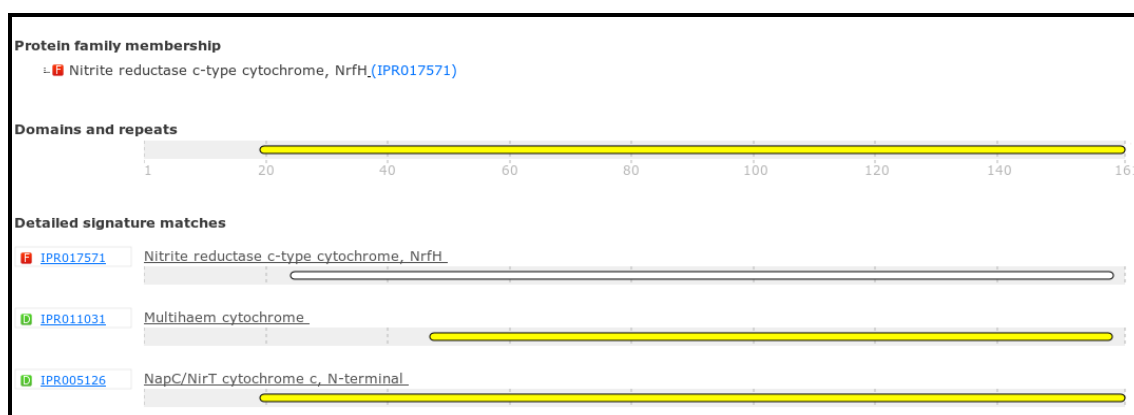 Protein family membership
F Nitrite reductase c-type cytochrome, NrfH (IPR017571)
Domains and repeats
1 20 40 60 80 100 120 140 161
Detailed signature matches
F IPR017571 Nitrite reductase c-type cytochrome, NrfH
D IPR011031 Multihaem cytochrome
D IPR005126 NapC/NirT cytochrome c, N-terminal